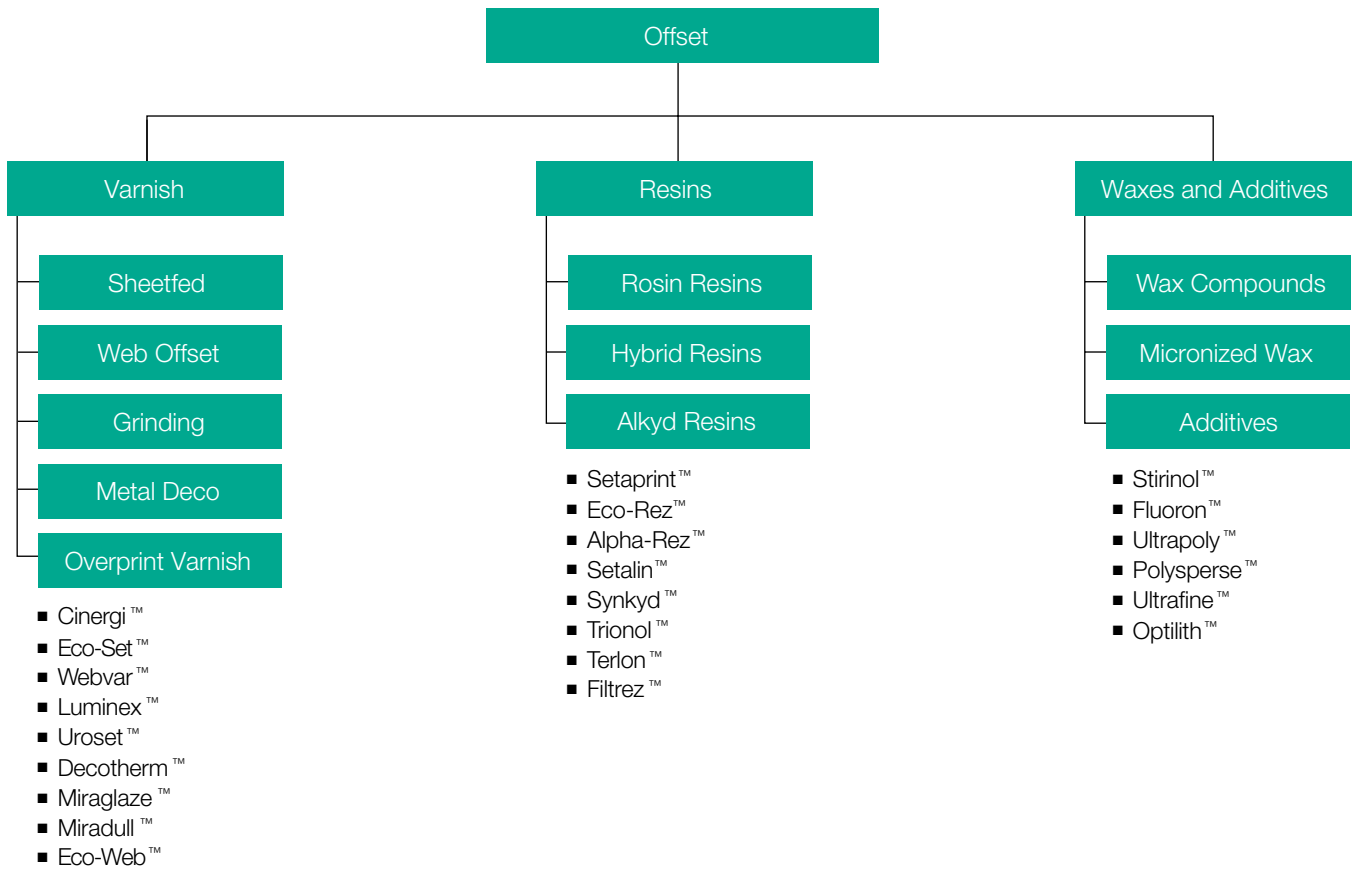 Offset
Varnish
Sheetfed
Web Offset
Grinding
Metal Deco
Overprint Varnish
■ Cinergi™
■ Eco-Set™
■ Webvar™
■ Luminex™
■ Uroset™
■ Decotherm™
■ Miraglaze™
■ Miradull™
■ Eco-Web™
Resins
Rosin Resins
Hybrid Resins
Alkyd Resins
■ Setaprint™
■ Eco-Rez™
■ Alpha-Rez™
■ Setalin™
■ Synkyd™
■ Trionol™
■ Terlon™
■ Filtrez™
Waxes and Additives
Wax Compounds
Micronized Wax
Additives
■ Stirinol™
■ Fluoron™
■ Ultrapoly™
■ Polysperse™
■ Ultrafine™
■ Optilith™